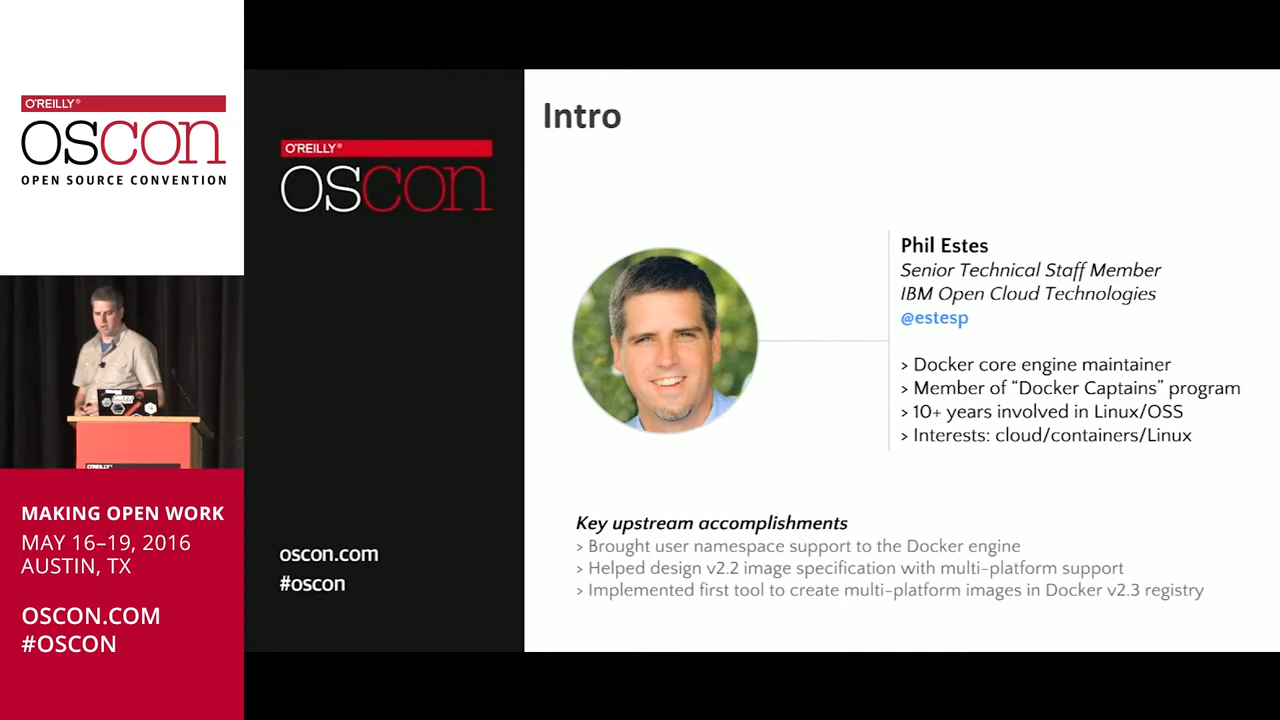 O'REILLY®
OSCON
OPEN SOURCE CONVENTION
MAKING OPEN WORK
MAY 16–19, 2016
AUSTIN, TX
OSCON.COM
#OSCON
O'REILLY®
OSCON
oscon.com
#oscon
Intro
Phil Estes
Senior Technical Staff Member
IBM Open Cloud Technologies
@estesp
> Docker core engine maintainer
> Member of “Docker Captains” program
> 10+ years involved in Linux/OSS
> Interests: cloud/containers/Linux
Key upstream accomplishments
> Brought user namespace support to the Docker engine
> Helped design v2.2 image specification with multi-platform support
> Implemented first tool to create multi-platform images in Docker v2.3 registry
O'REILLY